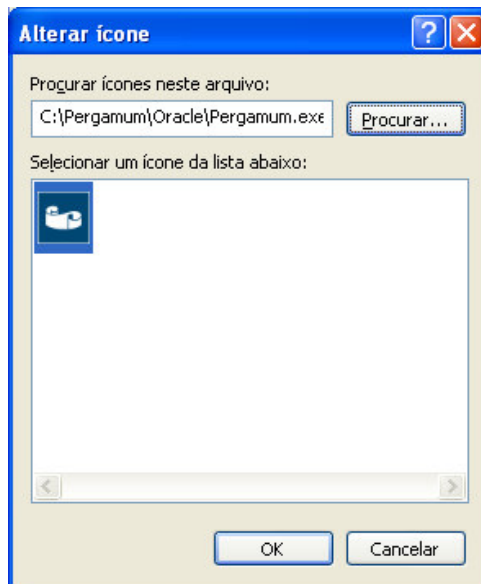 Alterar ícone
Procurar ícones neste arquivo:
C:\Pergamum\Oracle\Pergamum.exe
Procurar...
Selecionar um ícone da lista abaixo:
OK
Cancelar